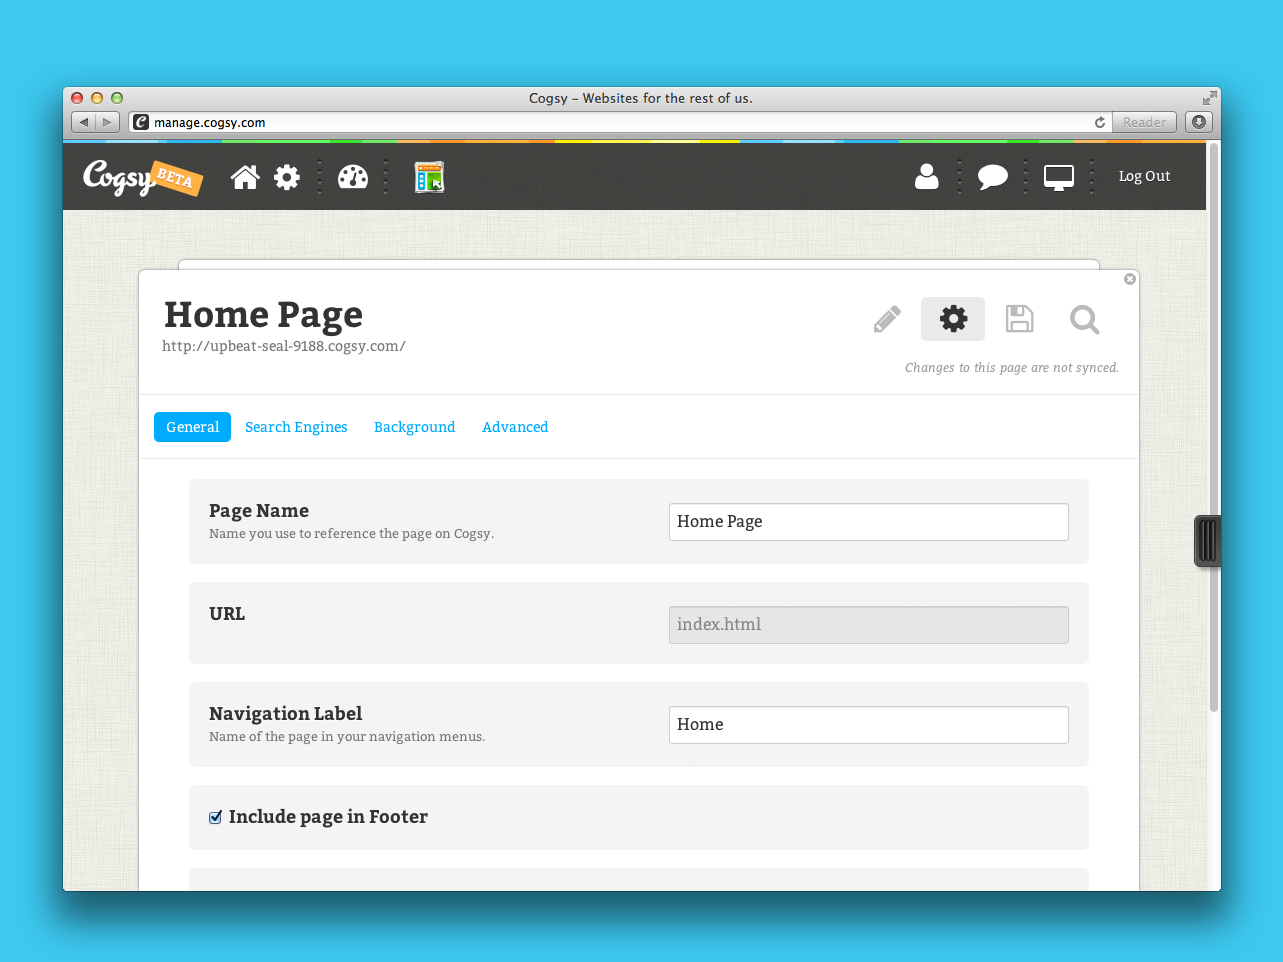 Cogsy – Websites for the rest of us.
manage.cogsy.com
Reader
Cogsy BETA
Log Out
Home Page
http://upbeat-seal-9188.cogsy.com/
Changes to this page are not synced.
General Search Engines Background Advanced
Page Name
Name you use to reference the page on Cogsy.
Home Page
URL
index.html
Navigation Label
Name of the page in your navigation menus.
Home
Include page in Footer